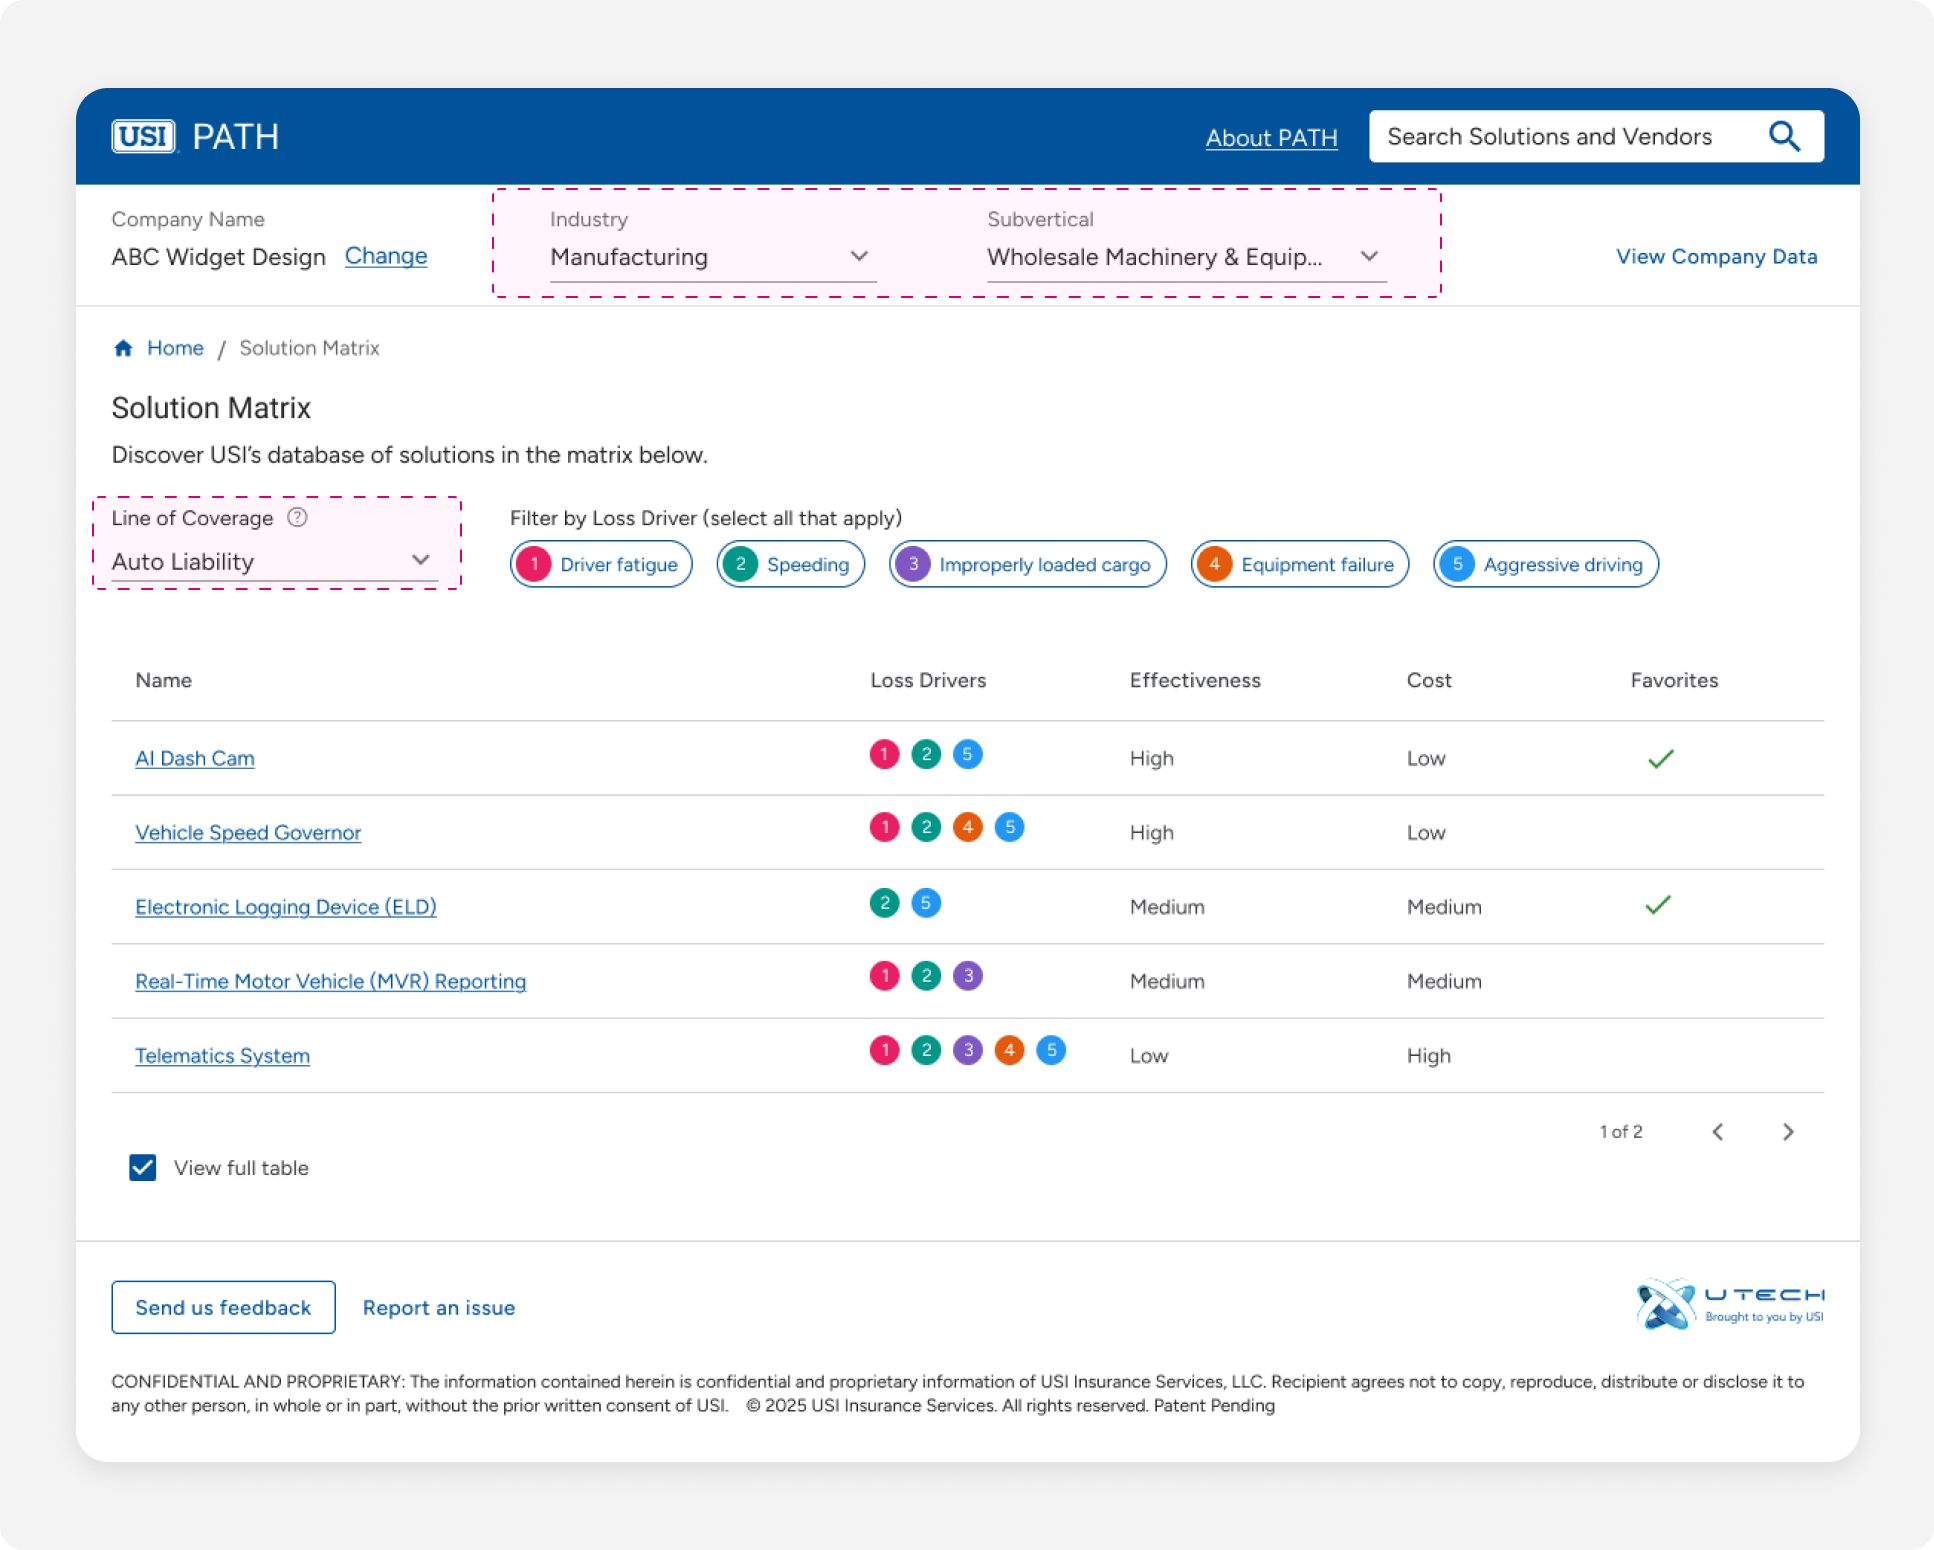 USI PATH
About PATH
Search Solutions and Vendors
Company Name
ABC Widget Design Change
Industry
Manufacturing
Subvertical
Wholesale Machinery & Equip...
View Company Data
Home / Solution Matrix
Solution Matrix
Discover USI’s database of solutions in the matrix below.
Line of Coverage ?
Auto Liability
Filter by Loss Driver (select all that apply)
1 Driver fatigue 2 Speeding 3 Improperly loaded cargo 4 Equipment failure 5 Aggressive driving
Name Loss Drivers Effectiveness Cost Favorites
AI Dash Cam 1 2 5 High Low
Vehicle Speed Governor 1 2 4 5 High Low
Electronic Logging Device (ELD) 2 5 Medium Medium
Real-Time Motor Vehicle (MVR) Reporting 1 2 3 Medium Medium
Telematics System 1 2 3 4 5 Low High
1 of 2
View full table
Send us feedback Report an issue
UTECH
Brought to you by USI
CONFIDENTIAL AND PROPRIETARY: The information contained herein is confidential and proprietary information of USI Insurance Services, LLC. Recipient agrees not to copy, reproduce, distribute or disclose it to
any other person, in whole or in part, without the prior written consent of USI. © 2025 USI Insurance Services. All rights reserved. Patent Pending